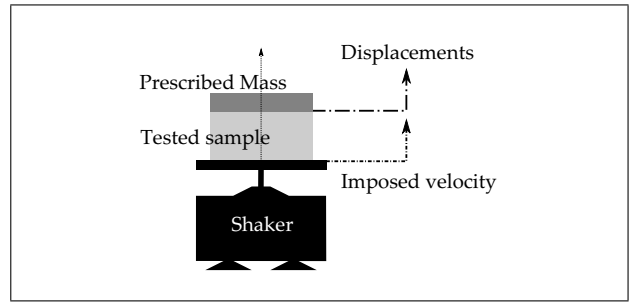 Displacements
Prescribed Mass
Tested sample
Imposed velocity
Shaker